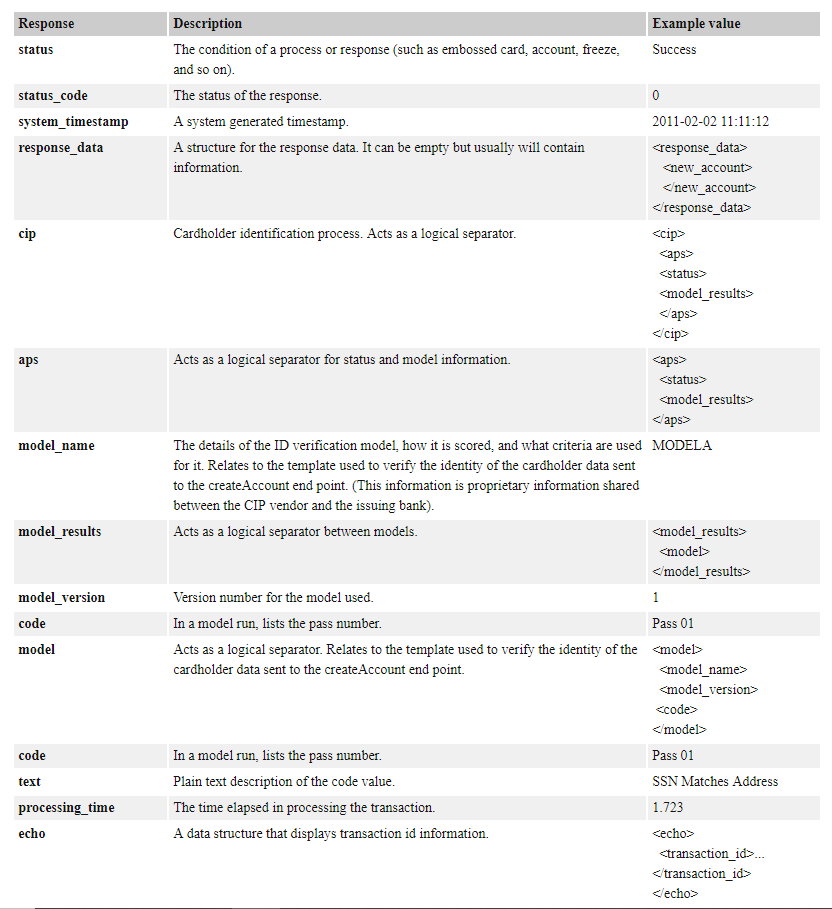 Response Description Example value
status The condition of a process or response (such as embossed card, account, freeze, Success
and so on).
status_code The status of the response. 0
system_timestamp A system generated timestamp. 2011-02-02 11:11:12
response_data A structure for the response data. It can be empty but usually will contain <response_data>
information. <new_account>
</new_account>
</response_data>
cip Cardholder identification process. Acts as a logical separator. <cip>
<aps>
<status>
<model_results>
</aps>
</cip>
aps Acts as a logical separator for status and model information. <aps>
<status>
<model_results>
</aps>
model_name The details of the ID verification model, how it is scored, and what criteria are used MODELA
for it. Relates to the template used to verify the identity of the cardholder data sent
to the createAccount end point. (This information is proprietary information shared
between the CIP vendor and the issuing bank).
model_results Acts as a logical separator between models. <model_results>
<model>
</model_results>
model_version Version number for the model used. 1
code In a model run, lists the pass number. Pass 01
model Acts as a logical separator. Relates to the template used to verify the identity of the <model>
cardholder data sent to the createAccount end point. <model_name>
<model_version>
<code>
</model>
code In a model run, lists the pass number. Pass 01
text Plain text description of the code value. SSN Matches Address
processing_time The time elapsed in processing the transaction. 1.723
echo A data structure that displays transaction id information. <echo>
<transaction_id>...
</transaction_id>
</echo>